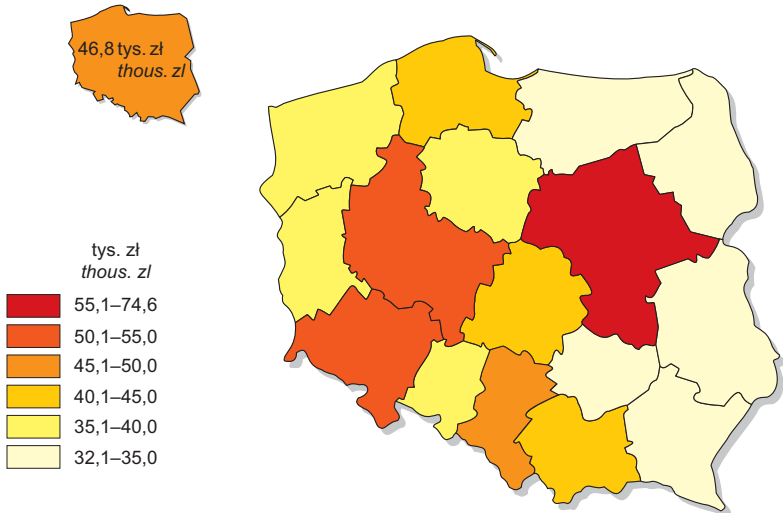 46,8 tys. zł
thous. zl
tys. zł
thous. zl
55,1–74,6
50,1–55,0
45,1–50,0
40,1–45,0
35,1–40,0
32,1–35,0